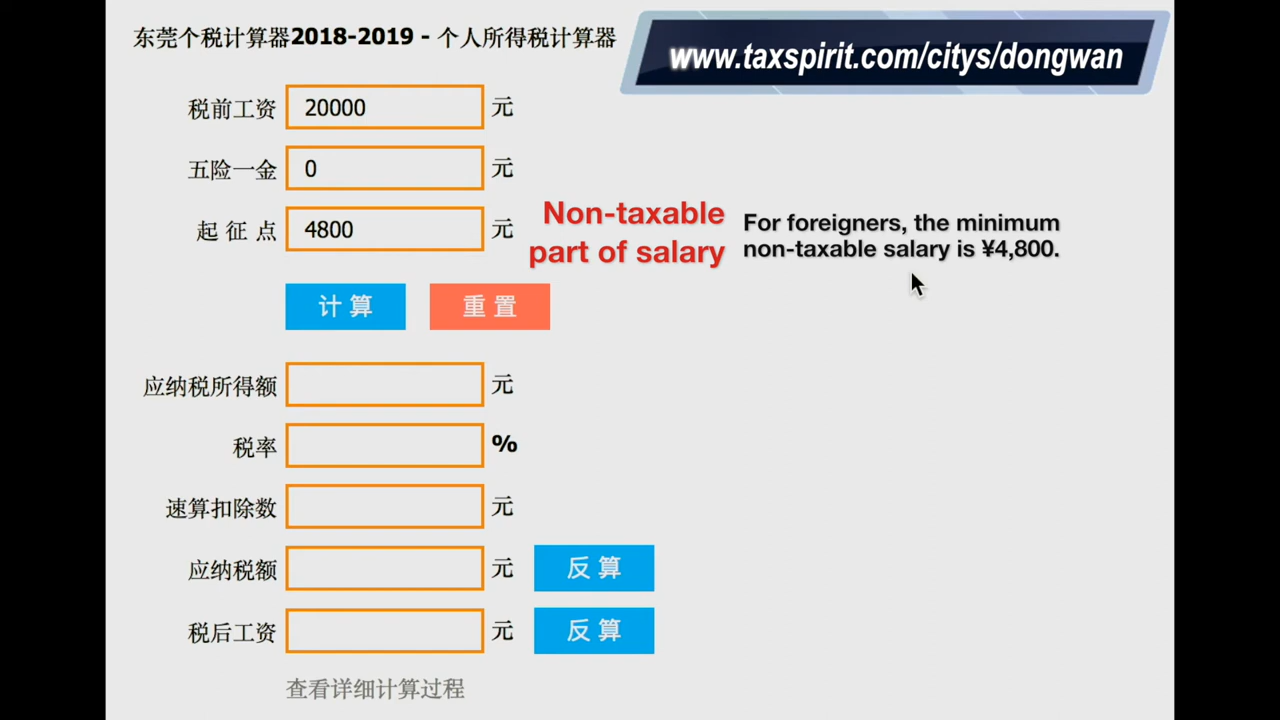 东莞个税计算器2018-2019 - 个人所得税计算器
www.taxspirit.com/citys/dongwan
税前工资 20000 元
五险一金 0 元
起 征 点 4800 元
Non-taxable
part of salary
For foreigners, the minimum
non-taxable salary is ¥4,800.
计 算 重 置
应纳税所得额 元
税率 %
速算扣除数 元
应纳税额 元 反 算
税后工资 元 反 算
查看详细计算过程